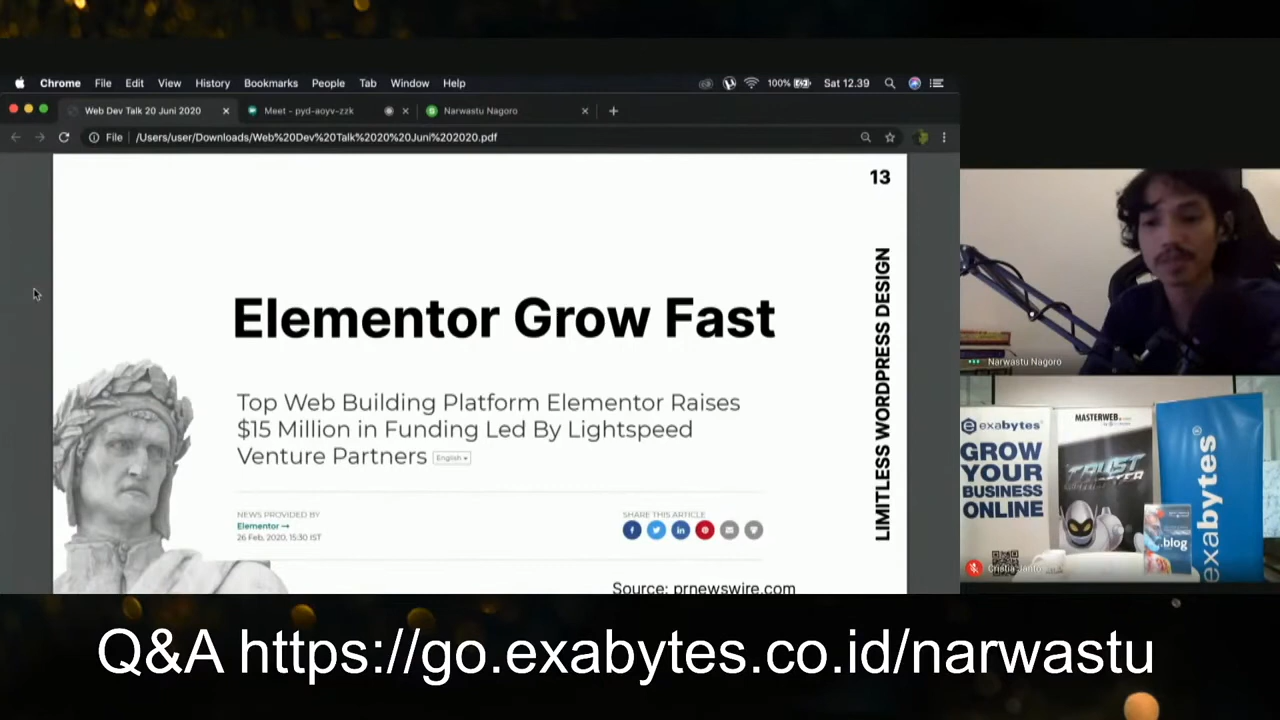 Chrome File Edit View History Bookmarks People Tab Window Help
100% Sat 12.39
Web Dev Talk 20 Juni 2020
Meet - pyd-aoyv-zzk
Narwastu Nagoro
File /Users/user/Downloads/Web%20Dev%20Talk%2020%20Juni%202020.pdf
13
LIMITLESS WORDPRESS DESIGN
Elementor Grow Fast
Top Web Building Platform Elementor Raises
$15 Million in Funding Led By Lightspeed
Venture Partners English
NEWS PROVIDED BY
Elementor →
26 Feb, 2020, 15:30 IST
SHARE THIS ARTICLE
Source: prnewswire.com
Narwastu Nagoro
exabytes®
GROW
YOUR
BUSINESS
ONLINE
MASTERWEB
TRUST
.blog
exabytes®
Q&A https://go.exabytes.co.id/narwastu